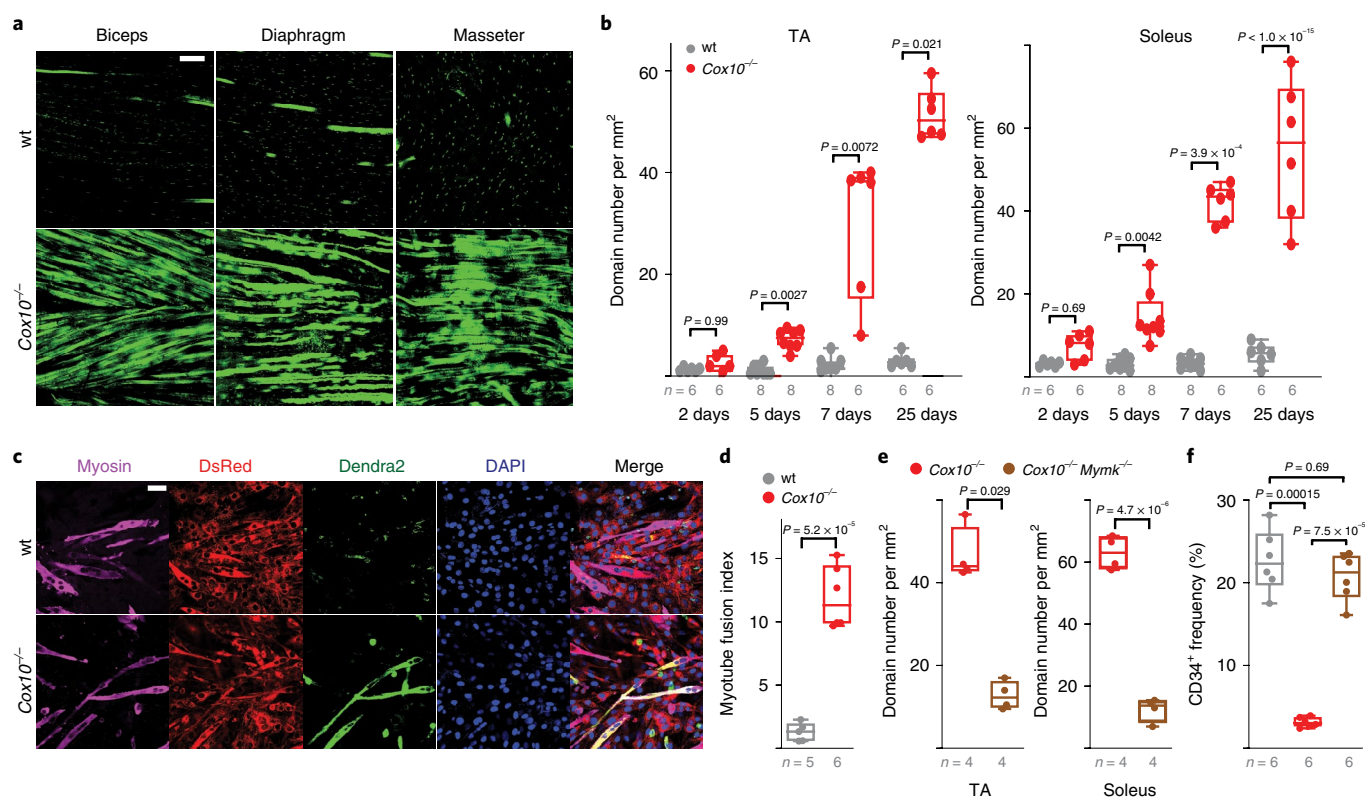 a
Biceps
Diaphragm
Masseter
wt
Cox10⁻/⁻
b
TA
wt
Cox10⁻/⁻
Domain number per mm²
60
40
20
P = 0.99
P = 0.0027
P = 0.0072
P = 0.021
n = 6 6 8 8 8 6 6 6
2 days 5 days 7 days 25 days
Soleus
Domain number per mm²
60
40
20
P = 0.69
P = 0.0042
P = 3.9 × 10⁻⁴
P < 1.0 × 10⁻¹⁵
n = 6 6 8 8 8 6 6 6
2 days 5 days 7 days 25 days
c
Myosin
DsRed
Dendra2
DAPI
Merge
wt
Cox10⁻/⁻
d
wt
Cox10⁻/⁻
P = 5.2 × 10⁻⁵
Myotube fusion index
15
10
5
n = 5 6
e
Cox10⁻/⁻
Cox10⁻/⁻ Mymk⁻/⁻
P = 0.029
Domain number per mm²
40
20
n = 4 4
TA
P = 4.7 × 10⁻⁶
Domain number per mm²
60
40
20
n = 4 4
Soleus
f
P = 0.69
P = 0.00015
P = 7.5 × 10⁻⁵
CD34⁺ frequency (%)
30
20
10
n = 6 6 6